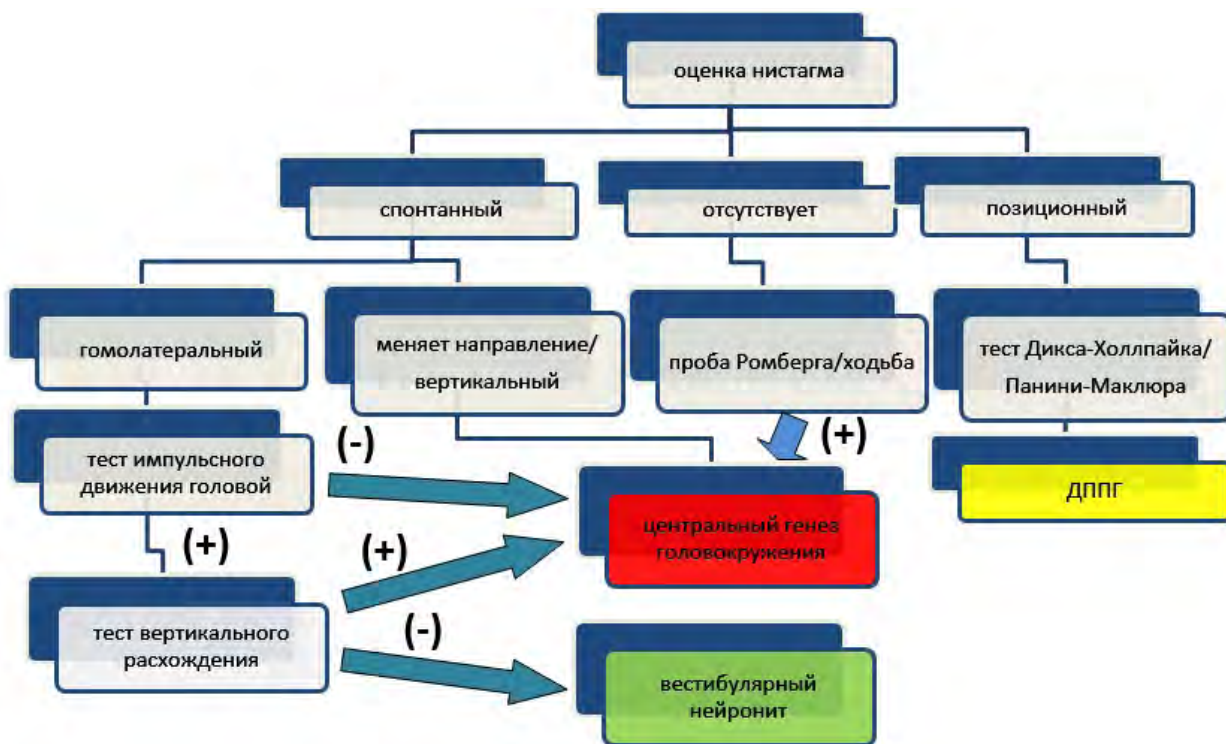 оценка нистагма
спонтанный
отсутствует
позиционный
гомолатеральный
меняет направление/
вертикальный
проба Ромберга/ходьба
тест Дикса-Холлпайка/
Панини-Маклюра
(-)
(+)
тест импульсного
движения головой
ДППГ
(+)
(+)
центральный генез
головокружения
тест вертикального
расхождения
(-)
вестибулярный
нейронит